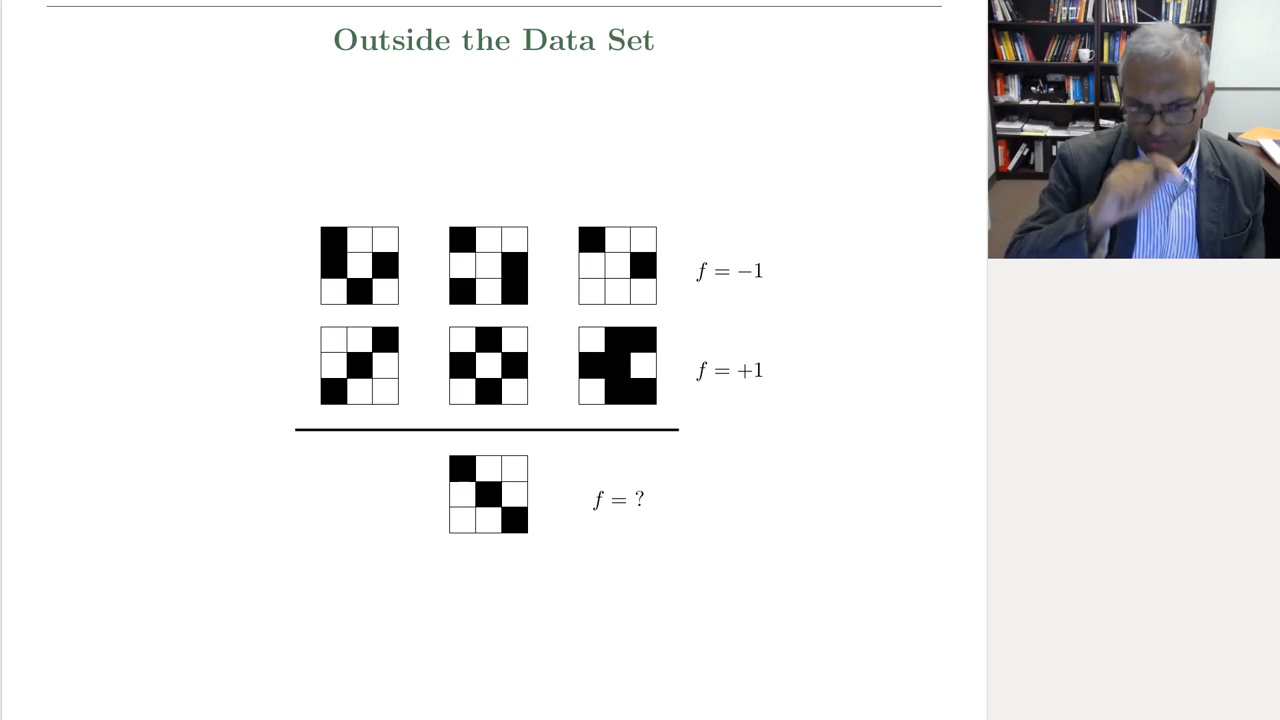 Outside the Data Set
f = −1
f = +1
f = ?